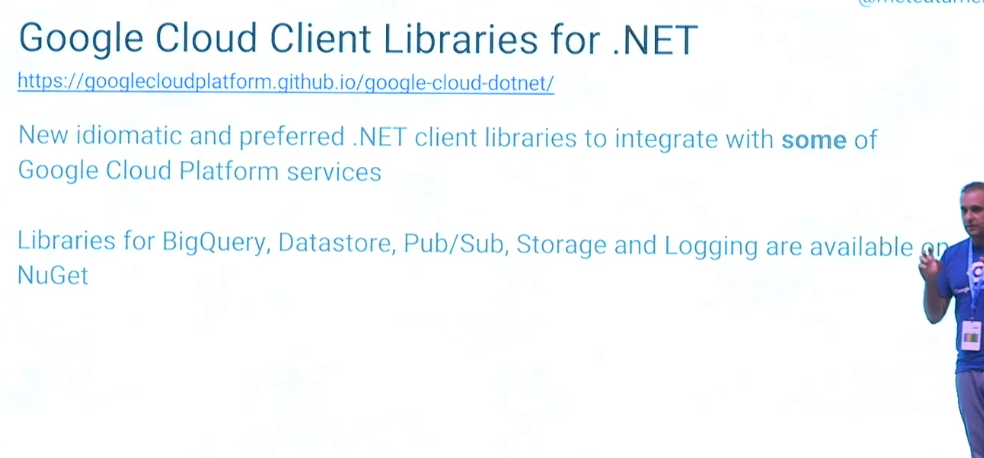 Google Cloud Client Libraries for .NET
https://googlecloudplatform.github.io/google-cloud-dotnet/
New idiomatic and preferred .NET client libraries to integrate with some of
Google Cloud Platform services
Libraries for BigQuery, Datastore, Pub/Sub, Storage and Logging are available on
NuGet